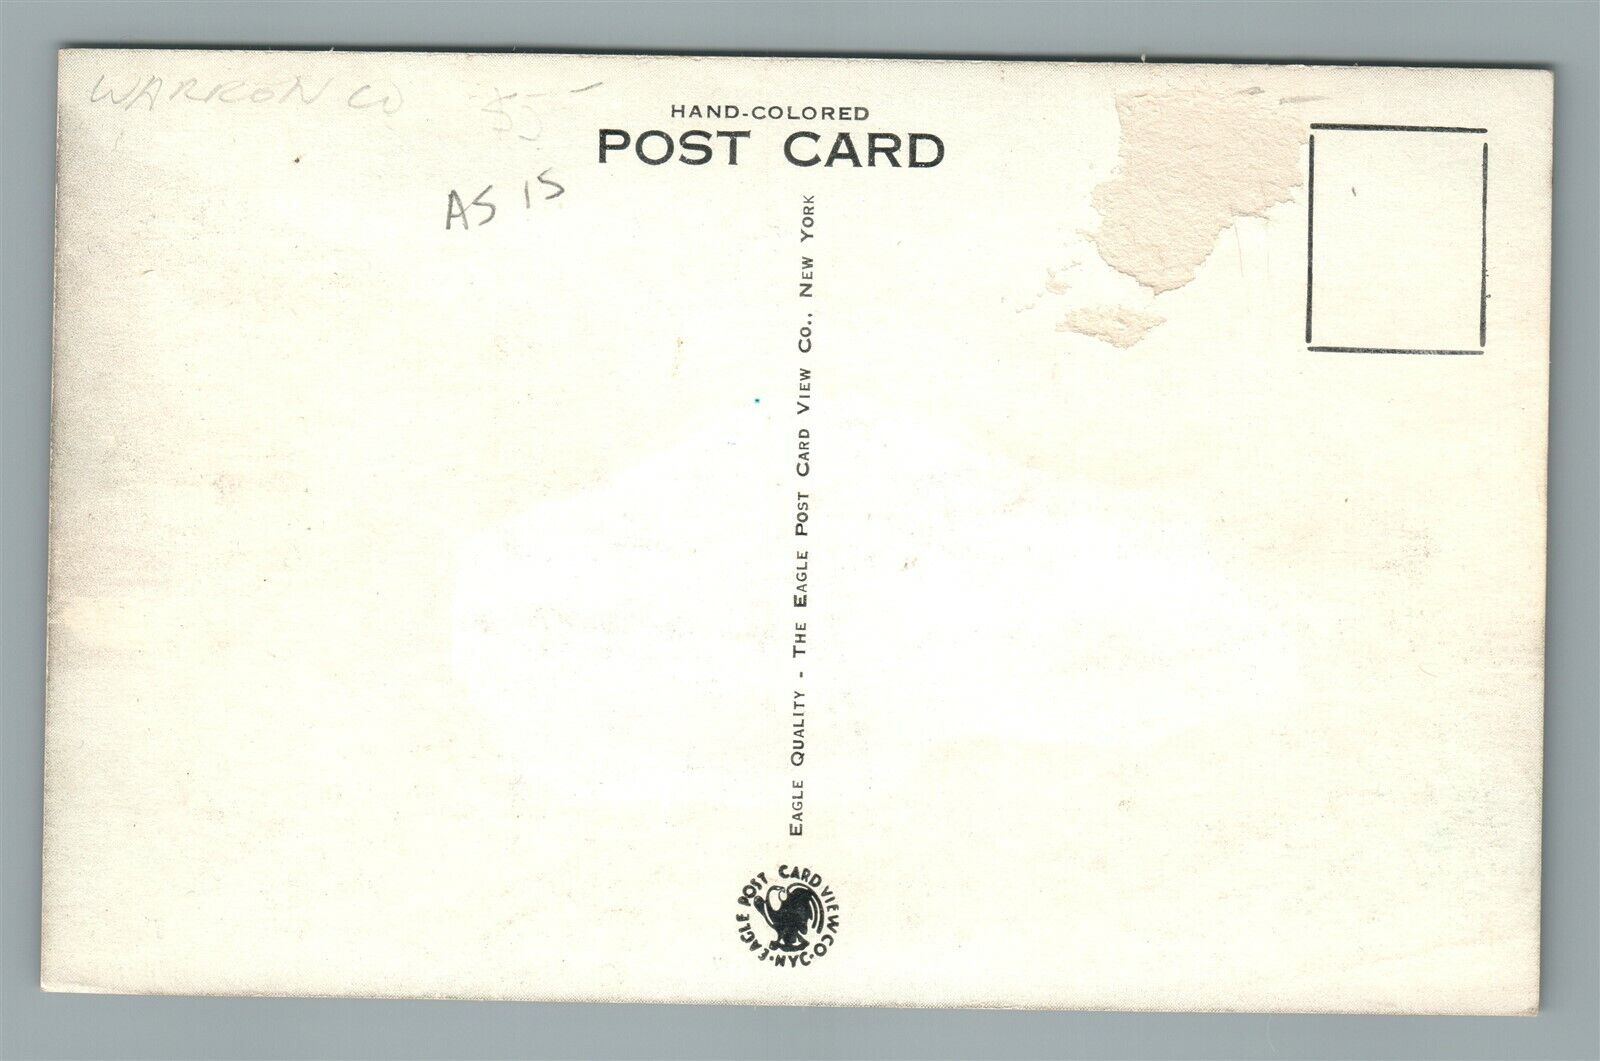 WARREN CO 55-
HAND-COLORED
POST CARD
AS IS
EAGLE QUALITY - THE EAGLE POST CARD VIEW CO., NEW YORK
EAGLE POST CARD VIEW CO. NYC.